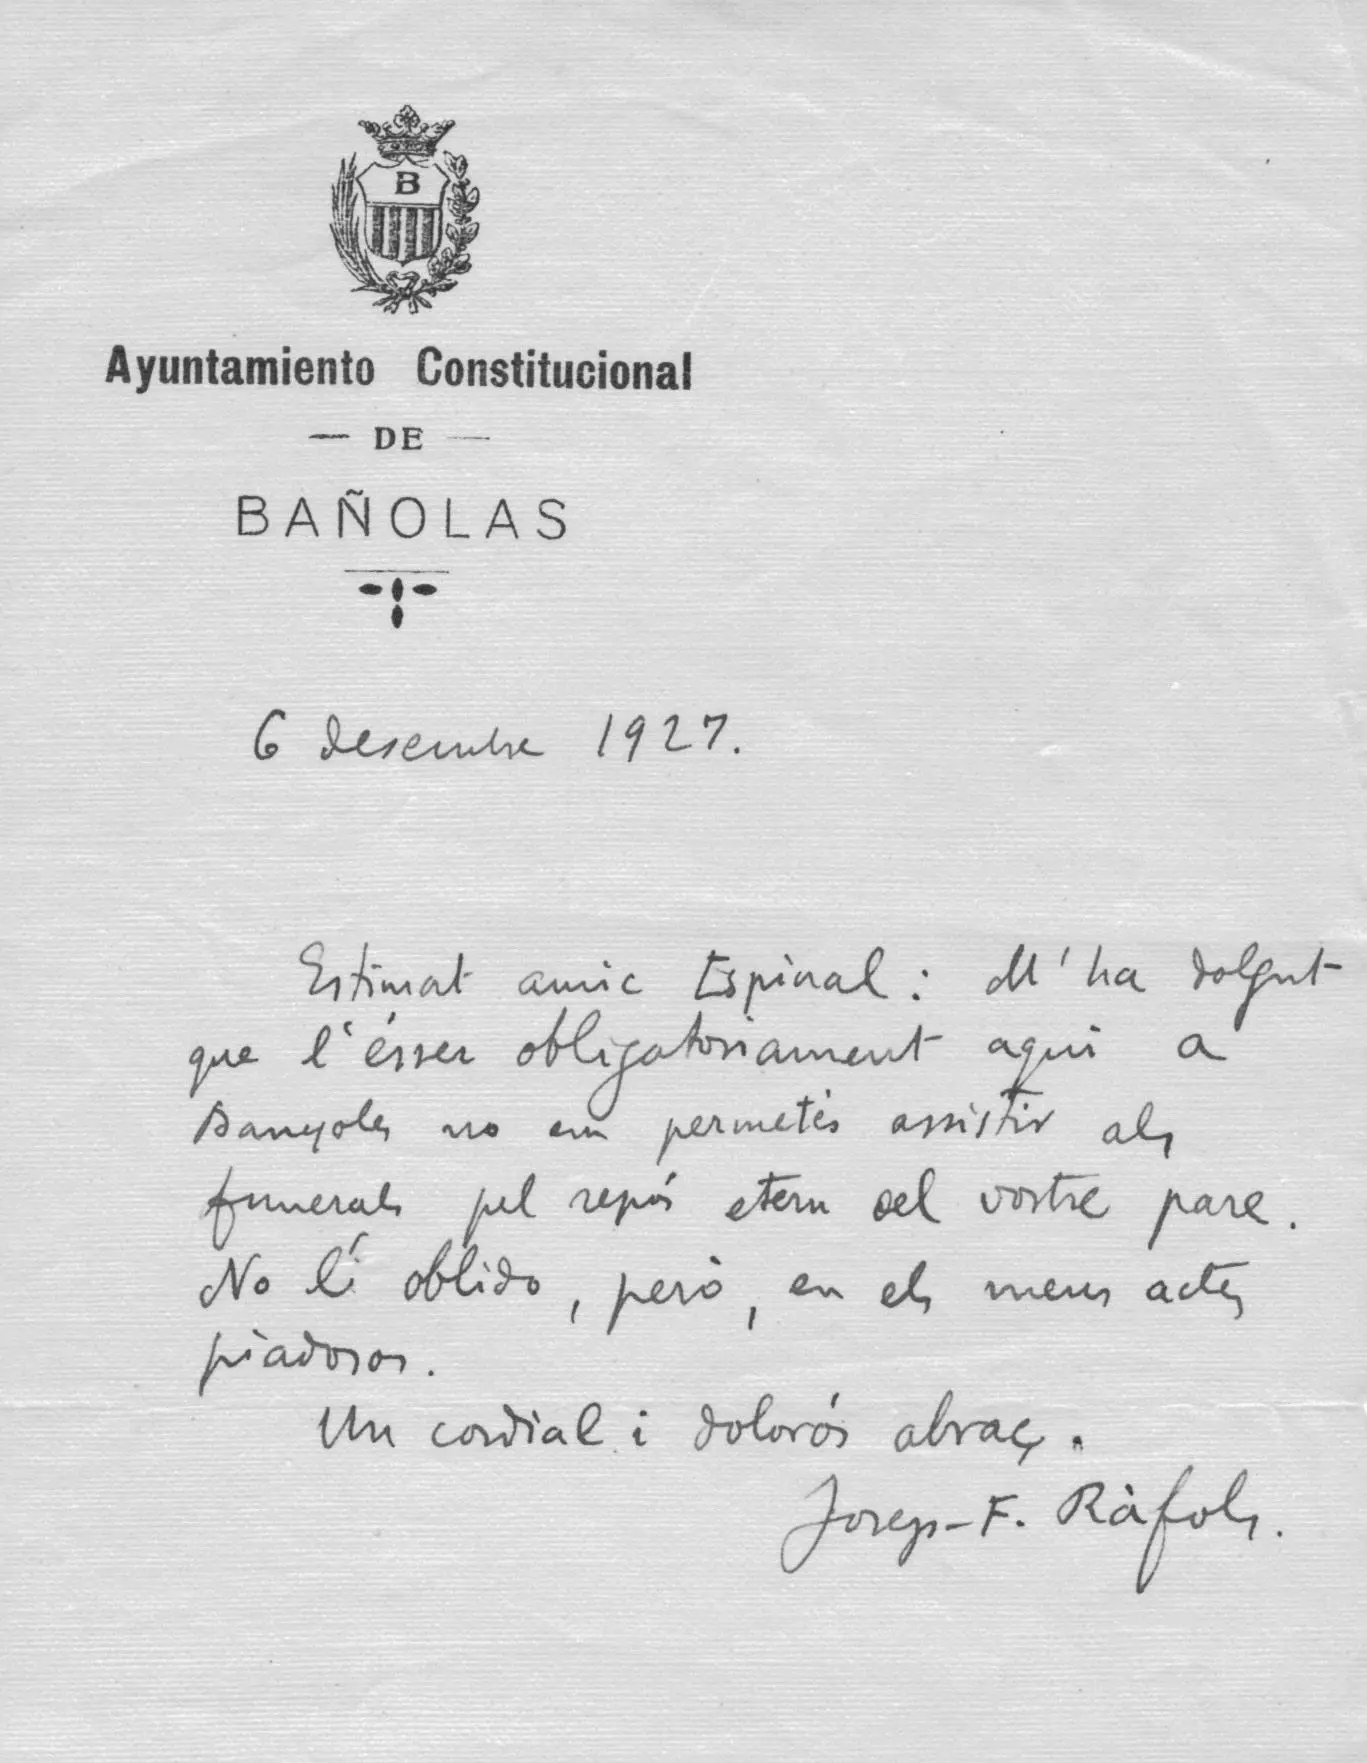 B
Ayuntamiento Constitucional
— DE —
BAÑOLAS
6 desembre 1927.
Estimat amic Espinal: M'ha dolgut
que l'ésser obligatoriament aquí a
Banyoles no em permetés assistir als
funerals pel repós etern del vostre pare.
No l'oblido, però, en els meus actes
piadosos.
Un cordial i dolorós abraç.
Josep-F. Ràfols.